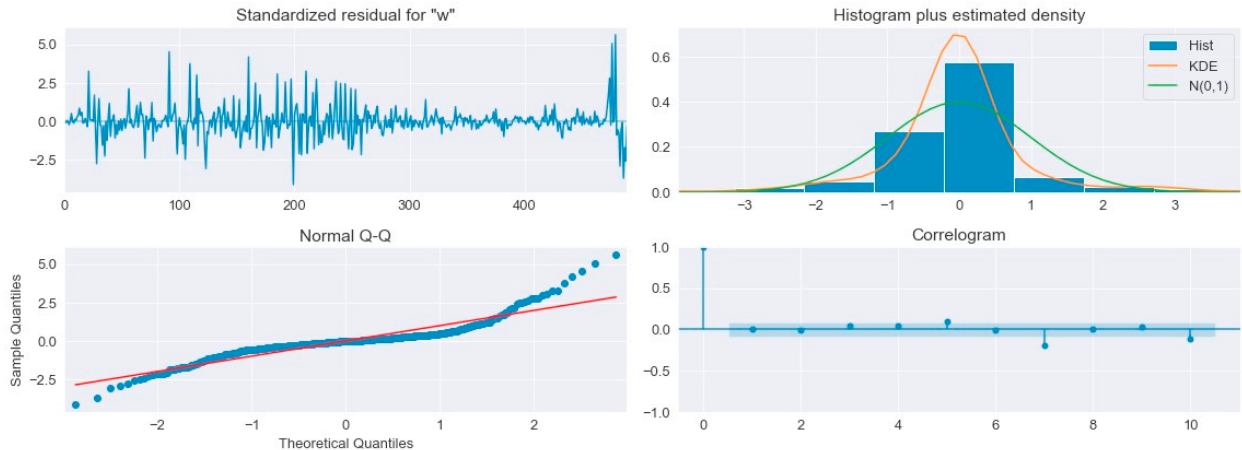 Standardized residual for "w"
5.0
2.5
0.0
−2.5
0 100 200 300 400
Histogram plus estimated density
Hist
KDE
N(0,1)
0.6
0.4
0.2
0.0
−3 −2 −1 0 1 2 3
Normal Q-Q
Sample Quantiles
5.0
2.5
0.0
−2.5
−2 −1 0 1 2
Theoretical Quantiles
Correlogram
1.0
0.5
0.0
−0.5
−1.0
0 2 4 6 8 10